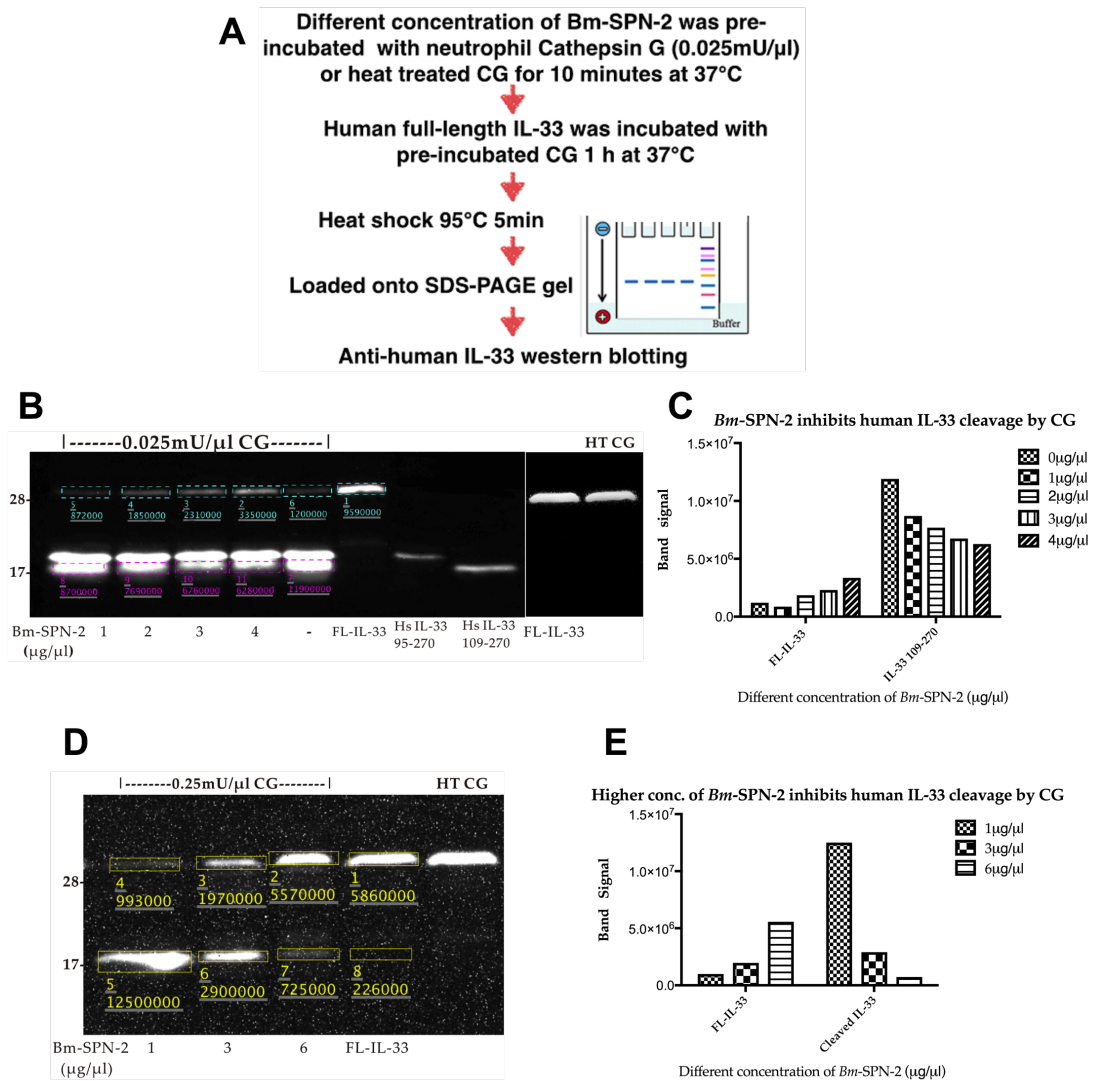 A
Different concentration of Bm-SPN-2 was pre-
incubated with neutrophil Cathepsin G (0.025mU/µl)
or heat treated CG for 10 minutes at 37°C
Human full-length IL-33 was incubated with
pre-incubated CG 1 h at 37°C
Heat shock 95°C 5min
Loaded onto SDS-PAGE gel
Buffer
Anti-human IL-33 western blotting
B
|-------0.025mU/µl CG-------|
HT CG
28-
17-
5 4 3 2 6 1
872000 1850000 2310000 3350000 1200000 9590000
8 9 10 11
8700000 7690000 6760000 6280000 11900000
Bm-SPN-2 1 2 3 4 - FL-IL-33 Hs IL-33 Hs IL-33 FL-IL-33
(µg/µl) 95-270 109-270
C
Bm-SPN-2 inhibits human IL-33 cleavage by CG
1.5×10⁷
1.0×10⁷
5.0×10⁶
0.0
Band signal
0µg/µl
1µg/µl
2µg/µl
3µg/µl
4µg/µl
FL-IL-33
IL-33 109-270
Different concentration of Bm-SPN-2 (µg/µl)
D
|--------0.25mU/µl CG--------|
HT CG
28-
17-
4 3 2 1
993000 1970000 5570000 5860000
5 6 7 8
12500000 2900000 725000 226000
Bm-SPN-2 1 3 6 FL-IL-33
(µg/µl)
E
Higher conc. of Bm-SPN-2 inhibits human IL-33 cleavage by CG
1.5×10⁷
1.0×10⁷
5.0×10⁶
0.0
Band Signal
1µg/µl
3µg/µl
6µg/µl
FL-IL-33
Cleaved IL-33
Different concentration of Bm-SPN-2 (µg/µl)